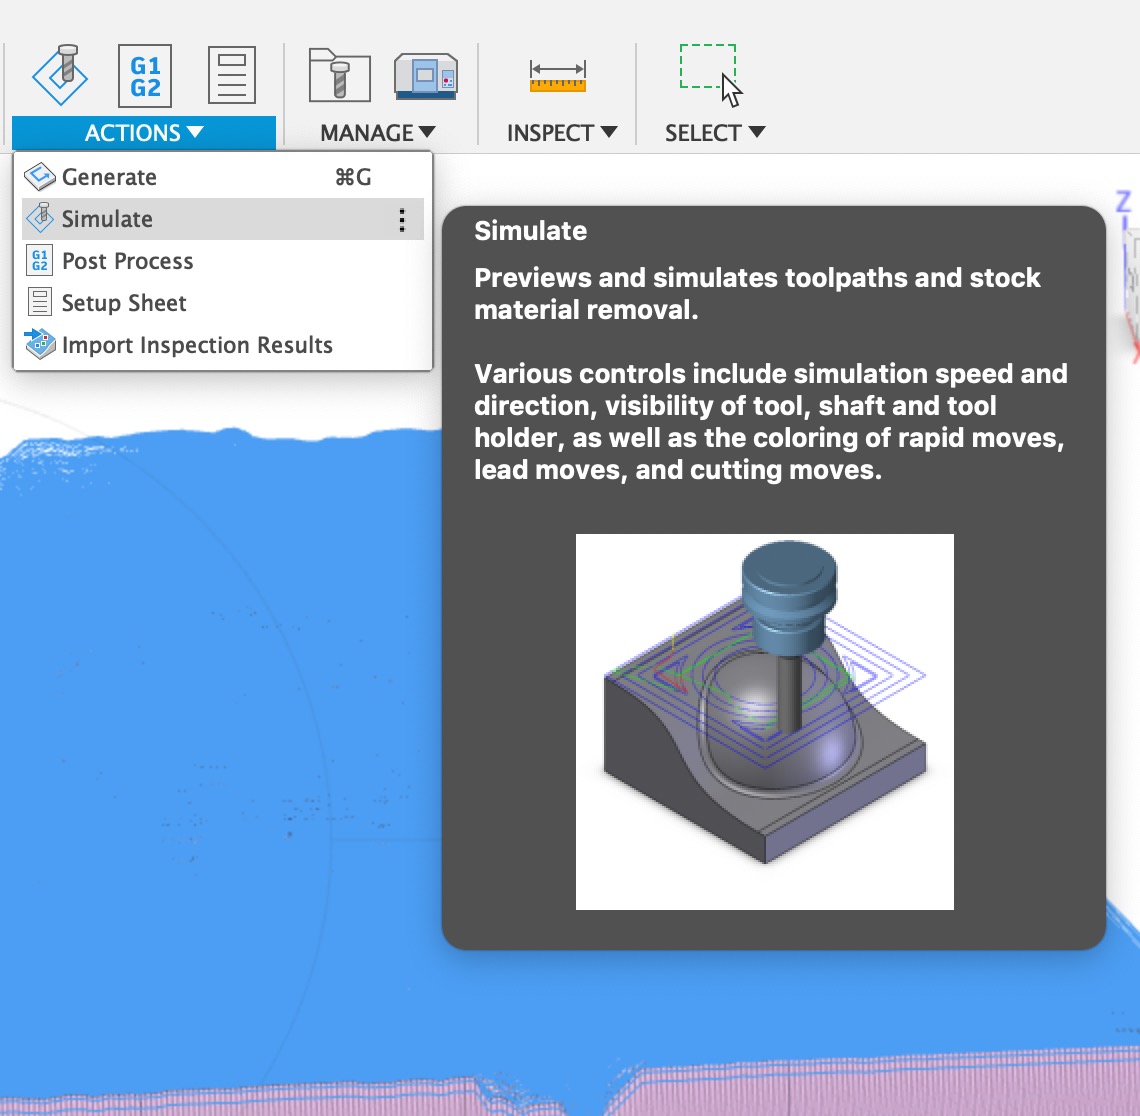 G1
G2
ACTIONS
MANAGE
INSPECT
SELECT
Generate ⌘G
Simulate
G1
G2
Post Process
Setup Sheet
Import Inspection Results
Simulate
Previews and simulates toolpaths and stock
material removal.
Various controls include simulation speed and
direction, visibility of tool, shaft and tool
holder, as well as the coloring of rapid moves,
lead moves, and cutting moves.
Z
X